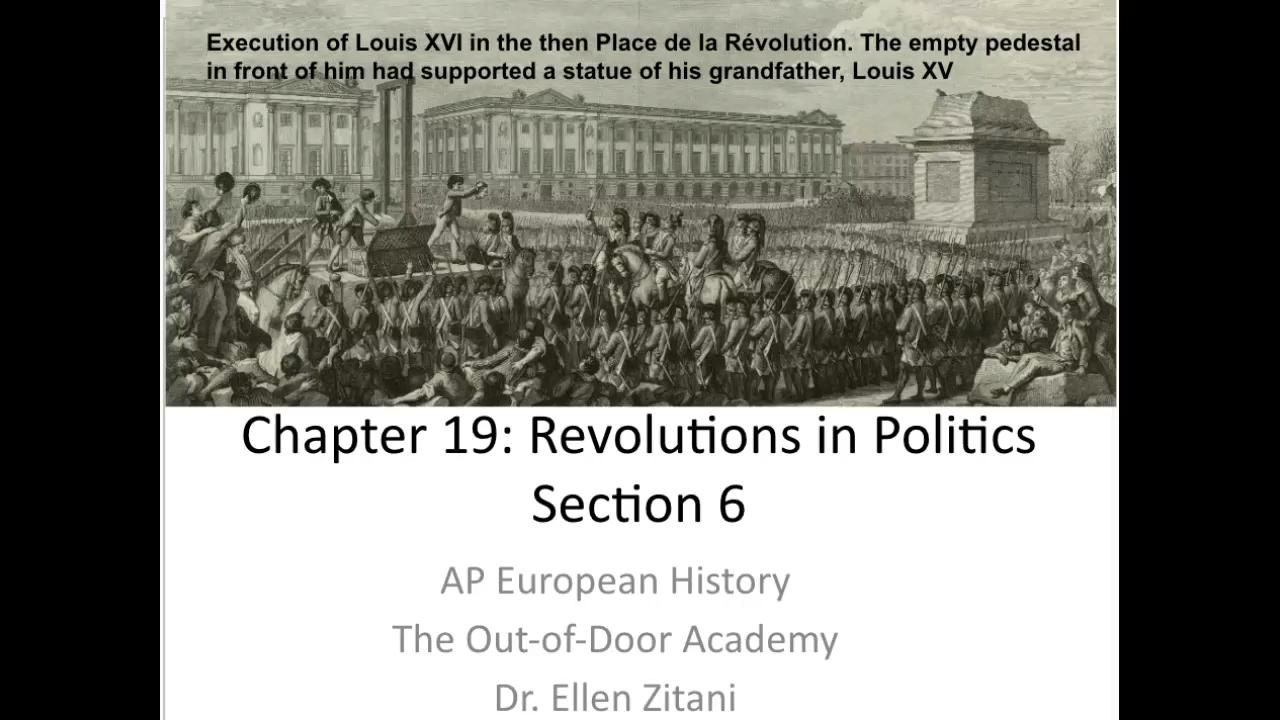 Execution of Louis XVI in the then Place de la Révolution. The empty pedestal
in front of him had supported a statue of his grandfather, Louis XV
Chapter 19: Revolutions in Politics
Section 6
AP European History
The Out-of-Door Academy
Dr. Ellen Zitani